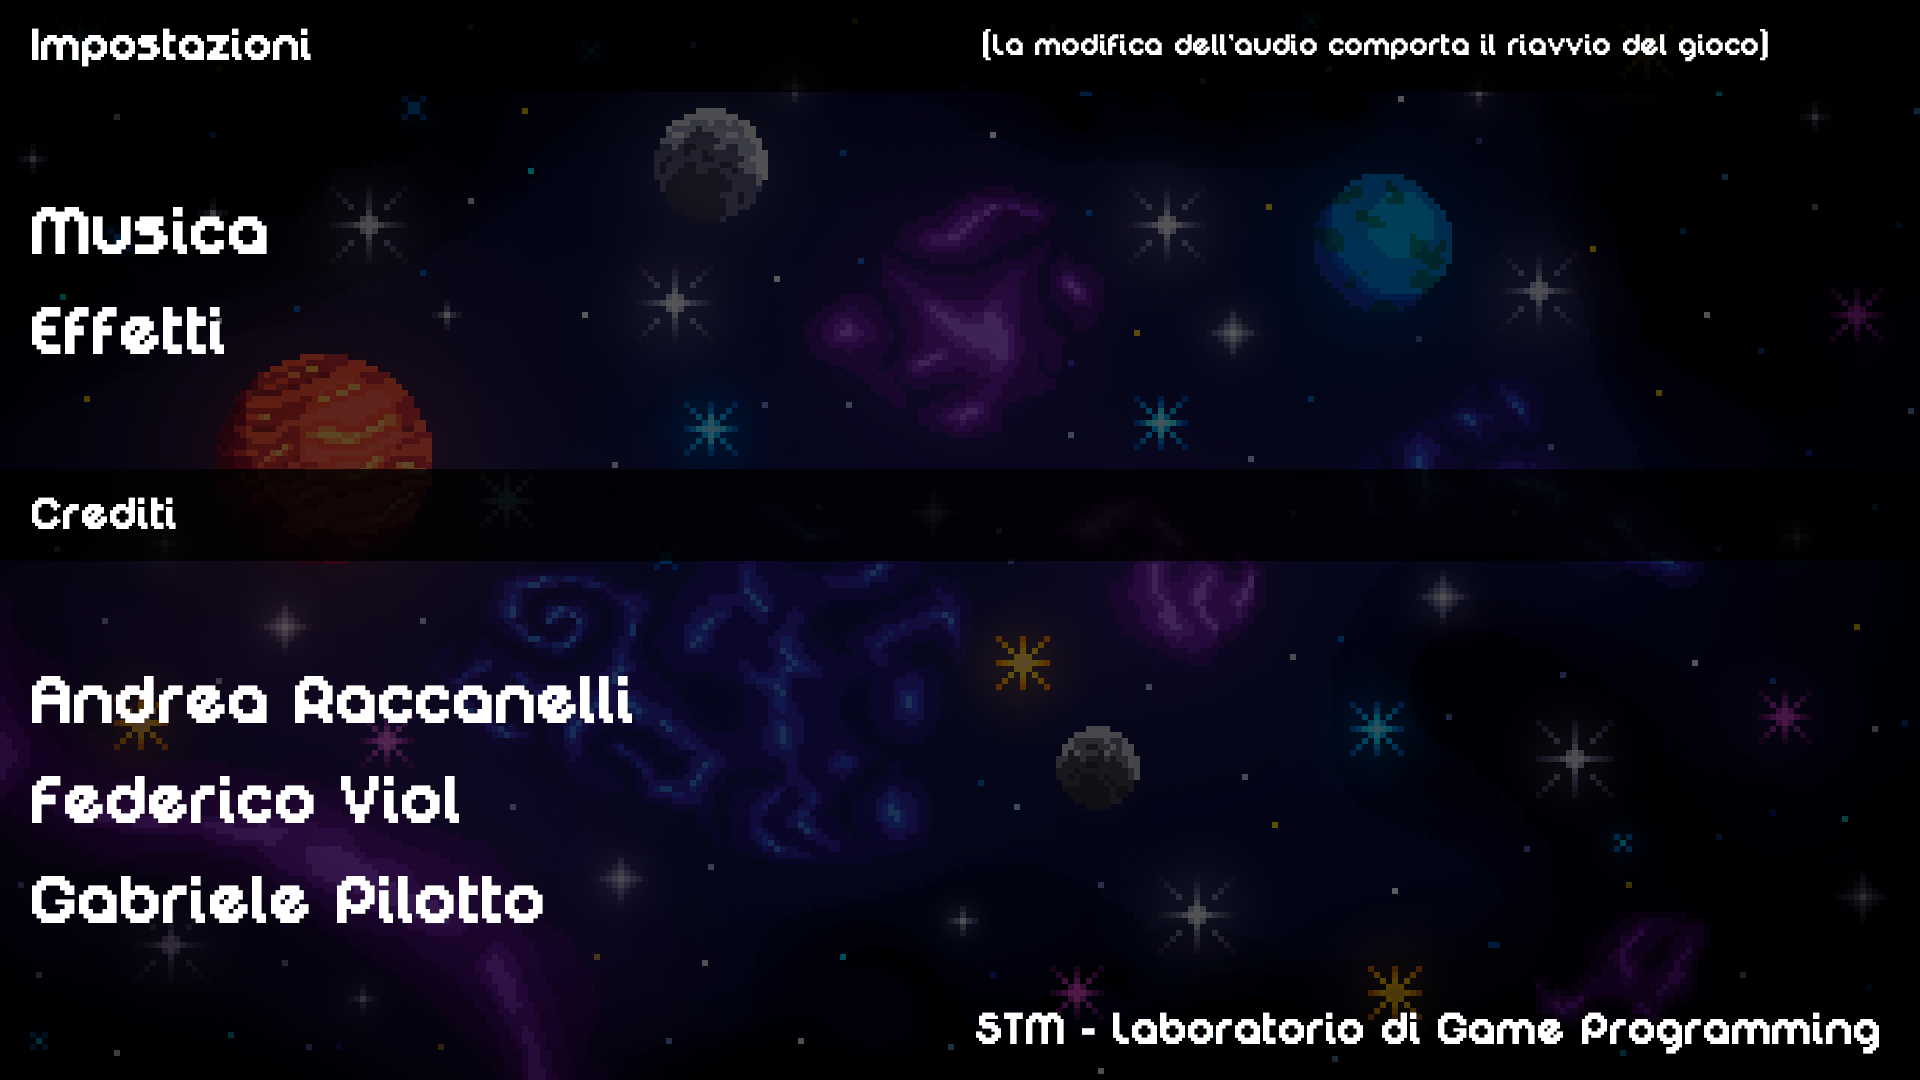 Impostazioni
(La modifica dell'audio comporta il riavvio del gioco)
Musica
Effetti
Crediti
Andrea Raccanelli
Federico Viol
Gabriele Pilotto
STM - Laboratorio di Game Programming